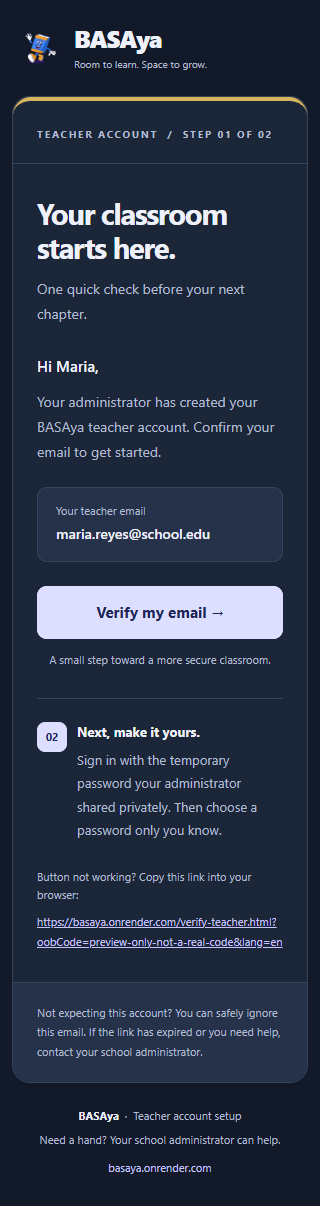 BASAya
Room to learn. Space to grow.
TEACHER ACCOUNT / STEP 01 OF 02
Your classroom
starts here.
One quick check before your next
chapter.
Hi Maria,
Your administrator has created your
BASAya teacher account. Confirm your
email to get started.
Your teacher email
maria.reyes@school.edu
Verify my email →
A small step toward a more secure classroom.
02
Next, make it yours.
Sign in with the temporary
password your administrator
shared privately. Then choose a
password only you know.
Button not working? Copy this link into your
browser:
https://basaya.onrender.com/verify-teacher.html?
oobCode=preview-only-not-a-real-code&lang=en
Not expecting this account? You can safely ignore
this email. If the link has expired or you need help,
contact your school administrator.
BASAya · Teacher account setup
Need a hand? Your school administrator can help.
basaya.onrender.com